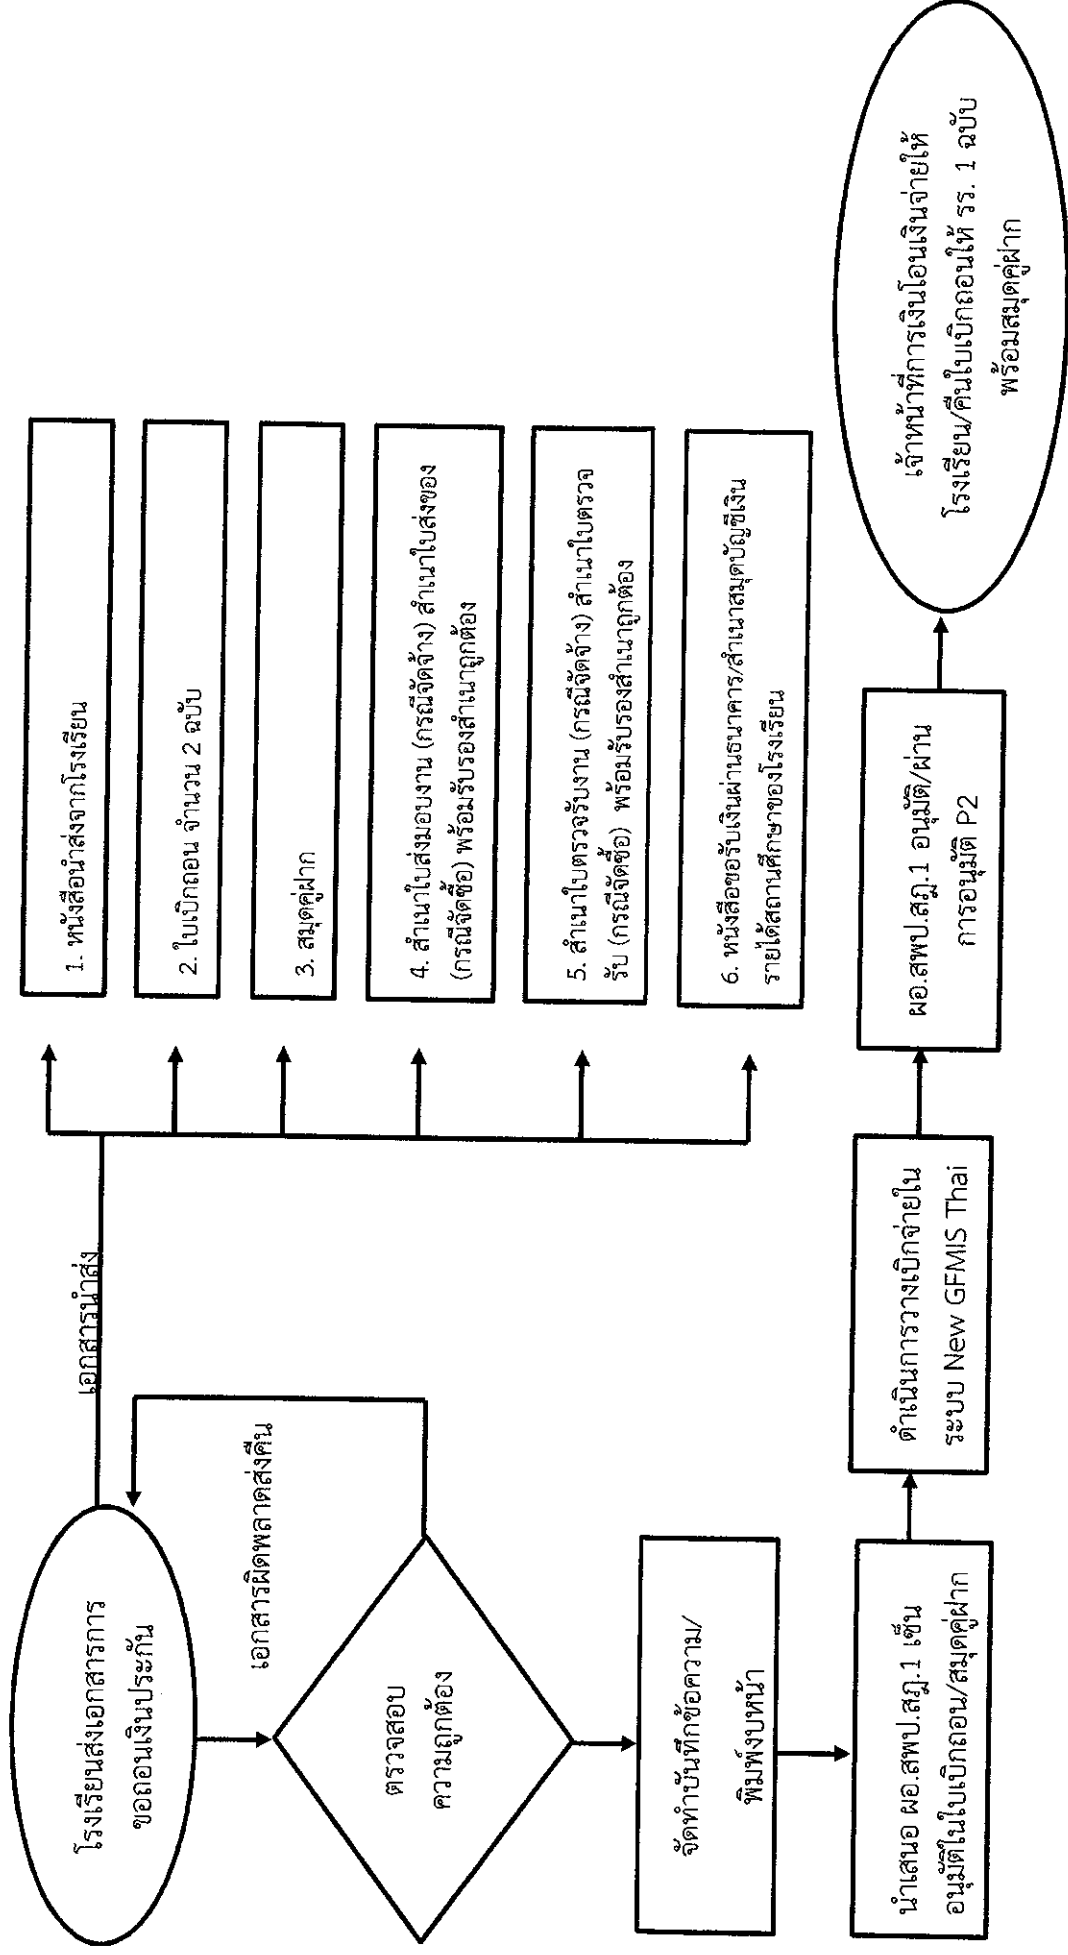 โรงเรียนส่งเอกสารการ
ขอถอนเงินประกัน
เอกสารนำส่ง
1. หนังสือนำส่งจากโรงเรียน
2. ใบเบิกถอน จำนวน 2 ฉบับ
3. สมุดคู่ฝาก
4. สำเนาใบส่งมอบงาน (กรณีจัดจ้าง) สำเนาใบส่งของ
(กรณีจัดซื้อ) พร้อมรับรองสำเนาถูกต้อง
5. สำเนาใบตรวจรับงาน (กรณีจัดจ้าง) สำเนาใบตรวจ
รับ (กรณีจัดซื้อ) พร้อมรับรองสำเนาถูกต้อง
6. หนังสือขอรับเงินผ่านธนาคาร/สำเนาสมุดบัญชีเงิน
รายได้สถานศึกษาของโรงเรียน
เอกสารผิดพลาดส่งคืน
ตรวจสอบ
ความถูกต้อง
จัดทำบันทึกข้อความ/
พิมพ์งบหน้า
นำเสนอ ผอ.สพป.สฎ.1 เซ็น
อนุมัติในใบเบิกถอน/สมุดคู่ฝาก
ดำเนินการวางเบิกจ่ายใน
ระบบ New GFMIS Thai
ผอ.สพป.สฎ.1 อนุมัติ/ผ่าน
การอนุมัติ P2
เจ้าหน้าที่การเงินโอนเงินจ่ายให้
โรงเรียน/คืนใบเบิกถอนให้ รร. 1 ฉบับ
พร้อมสมุดคู่ฝาก